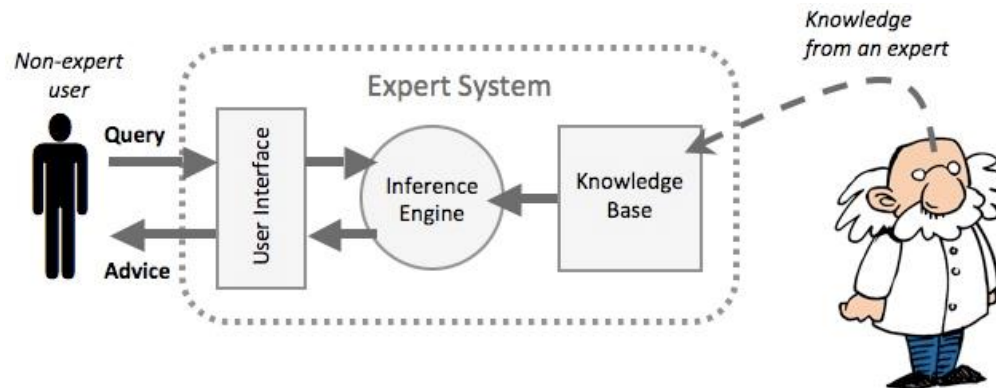 Knowledge
from an expert
Non-expert
user
Expert System
Query
User Interface
Inference
Engine
Knowledge
Base
Advice